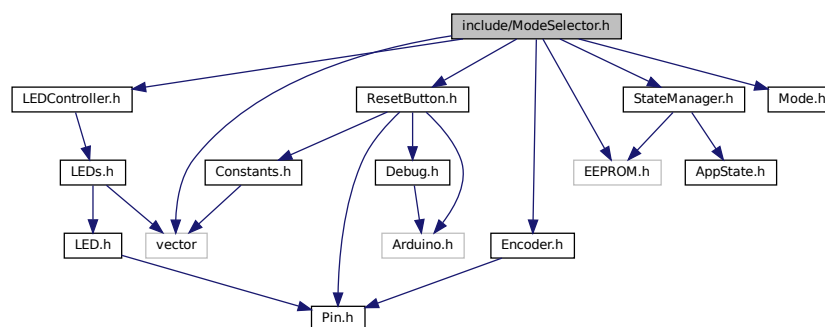 include/ModeSelector.h
LEDController.h
ResetButton.h
StateManager.h
Mode.h
LEDs.h
Constants.h
Debug.h
EEPROM.h
AppState.h
LED.h
vector
Arduino.h
Encoder.h
Pin.h